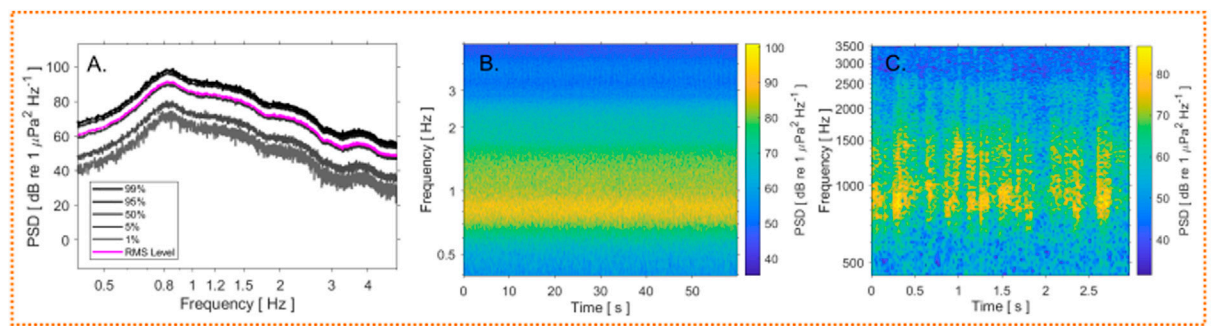 A.
PSD [ dB re 1 μPa² Hz⁻¹ ]
100
80
60
40
20
0
99%
95%
50%
5%
1%
RMS Level
0.5 0.8 1 1.2 1.5 2 3 4
Frequency [ Hz ]
B.
Frequency [ Hz ]
3
2
1
0.5
0 10 20 30 40 50
Time [ s ]
100
90
80
70
60
50
40
PSD [ dB re 1 μPa² Hz⁻¹ ]
C.
Frequency [ Hz ]
3500
3000
2500
2000
1500
1000
500
0 0.5 1 1.5 2 2.5
Time [ s ]
80
70
60
50
40
PSD [ dB re 1 μPa² Hz⁻¹ ]